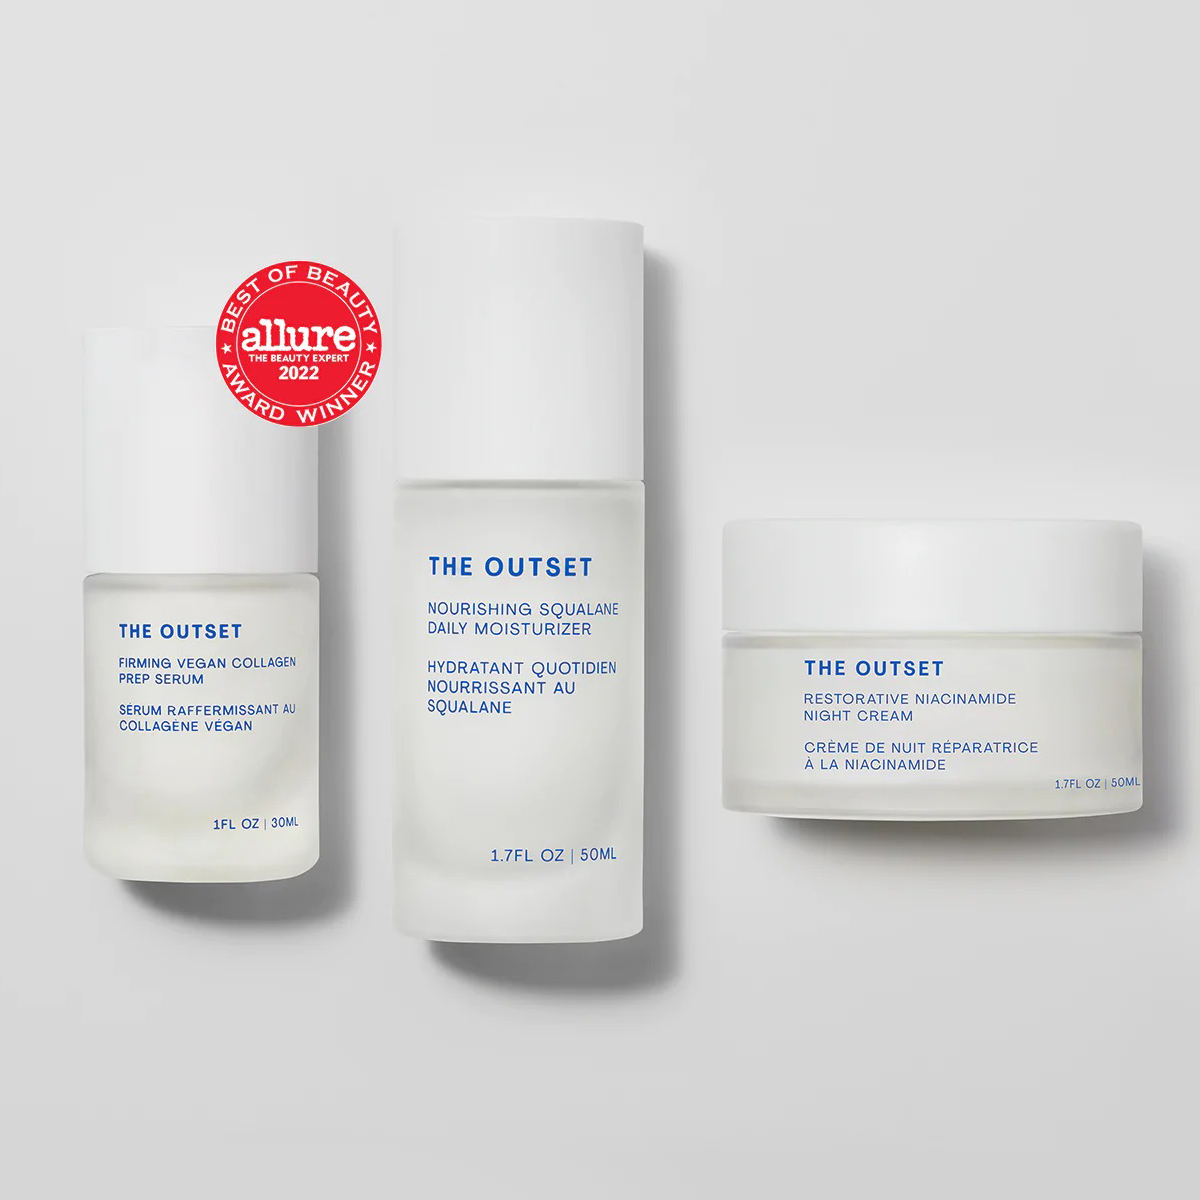 BEST OF BEAUTY
allure
THE BEAUTY EXPERT
2022
AWARD WINNER
THE OUTSET
FIRMING VEGAN COLLAGEN
PREP SERUM
SÉRUM RAFFERMISSANT AU
COLLAGÈNE VÉGAN
1FL OZ | 30ML
THE OUTSET
NOURISHING SQUALANE
DAILY MOISTURIZER
HYDRATANT QUOTIDIEN
NOURRISSANT AU
SQUALANE
1.7FL OZ | 50ML
THE OUTSET
RESTORATIVE NIACINAMIDE
NIGHT CREAM
CRÈME DE NUIT RÉPARATRICE
À LA NIACINAMIDE
1.7FL OZ | 50ML